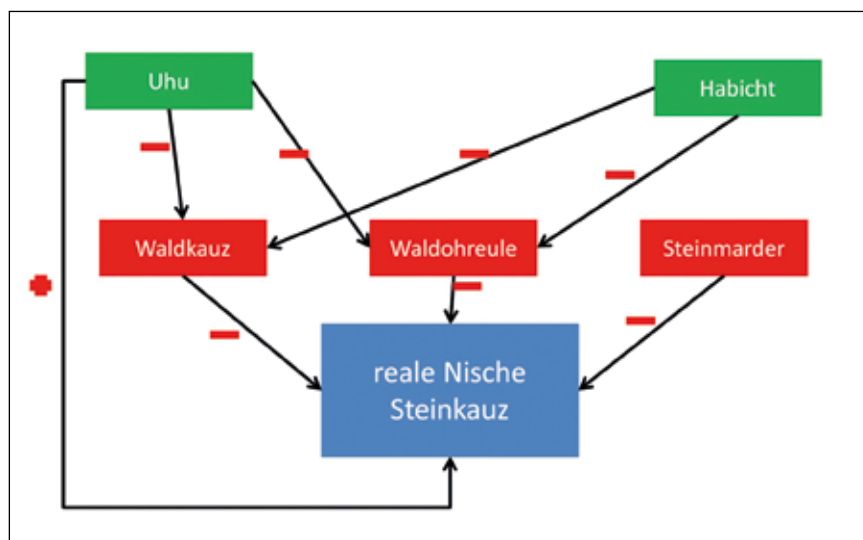 Uhu
Habicht
Waldkauz
Waldohreule
Steinmarder
reale Nische
Steinkauz